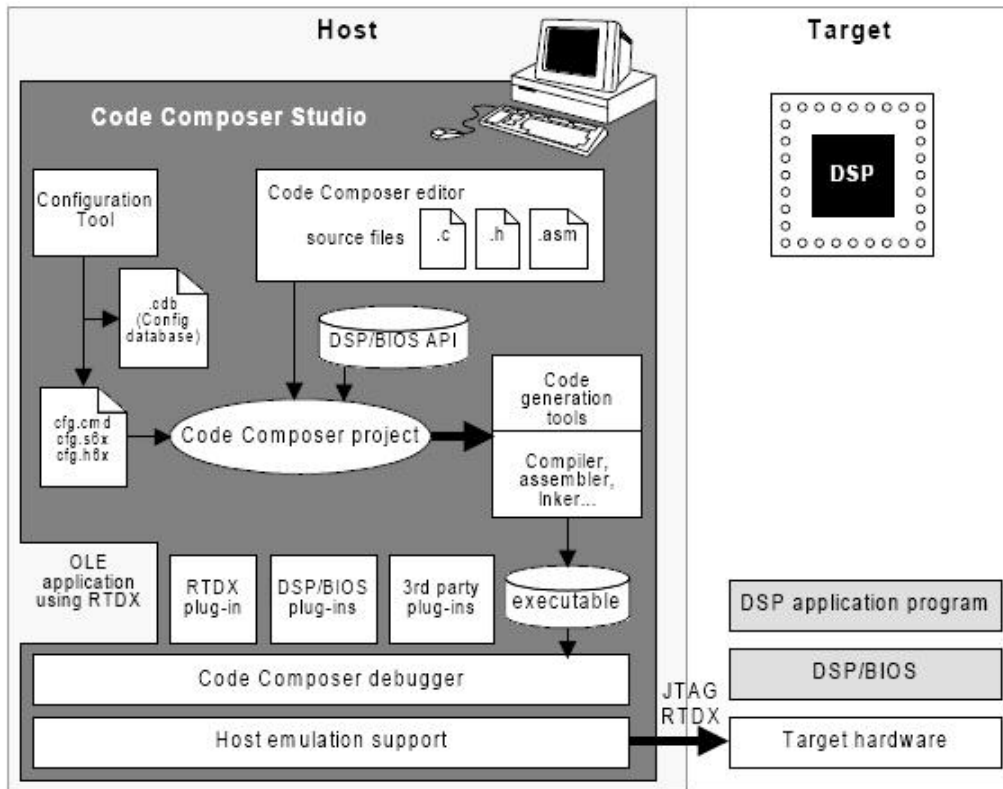 Host
Target
Code Composer Studio
DSP
Configuration
Tool
Code Composer editor
source files
.c
.h
.asm
.cdb
(Config
database)
DSP/BIOS API
Code
generation
tools
Compiler,
assembler,
lnker...
cfg.cmd
cfg.s6x
cfg.h6x
Code Composer project
OLE
application
using RTDX
RTDX
plug-in
DSP/BIOS
plug-ins
3rd party
plug-ins
executable
DSP application program
Code Composer debugger
DSP/BIOS
JTAG
RTDX
Host emulation support
Target hardware